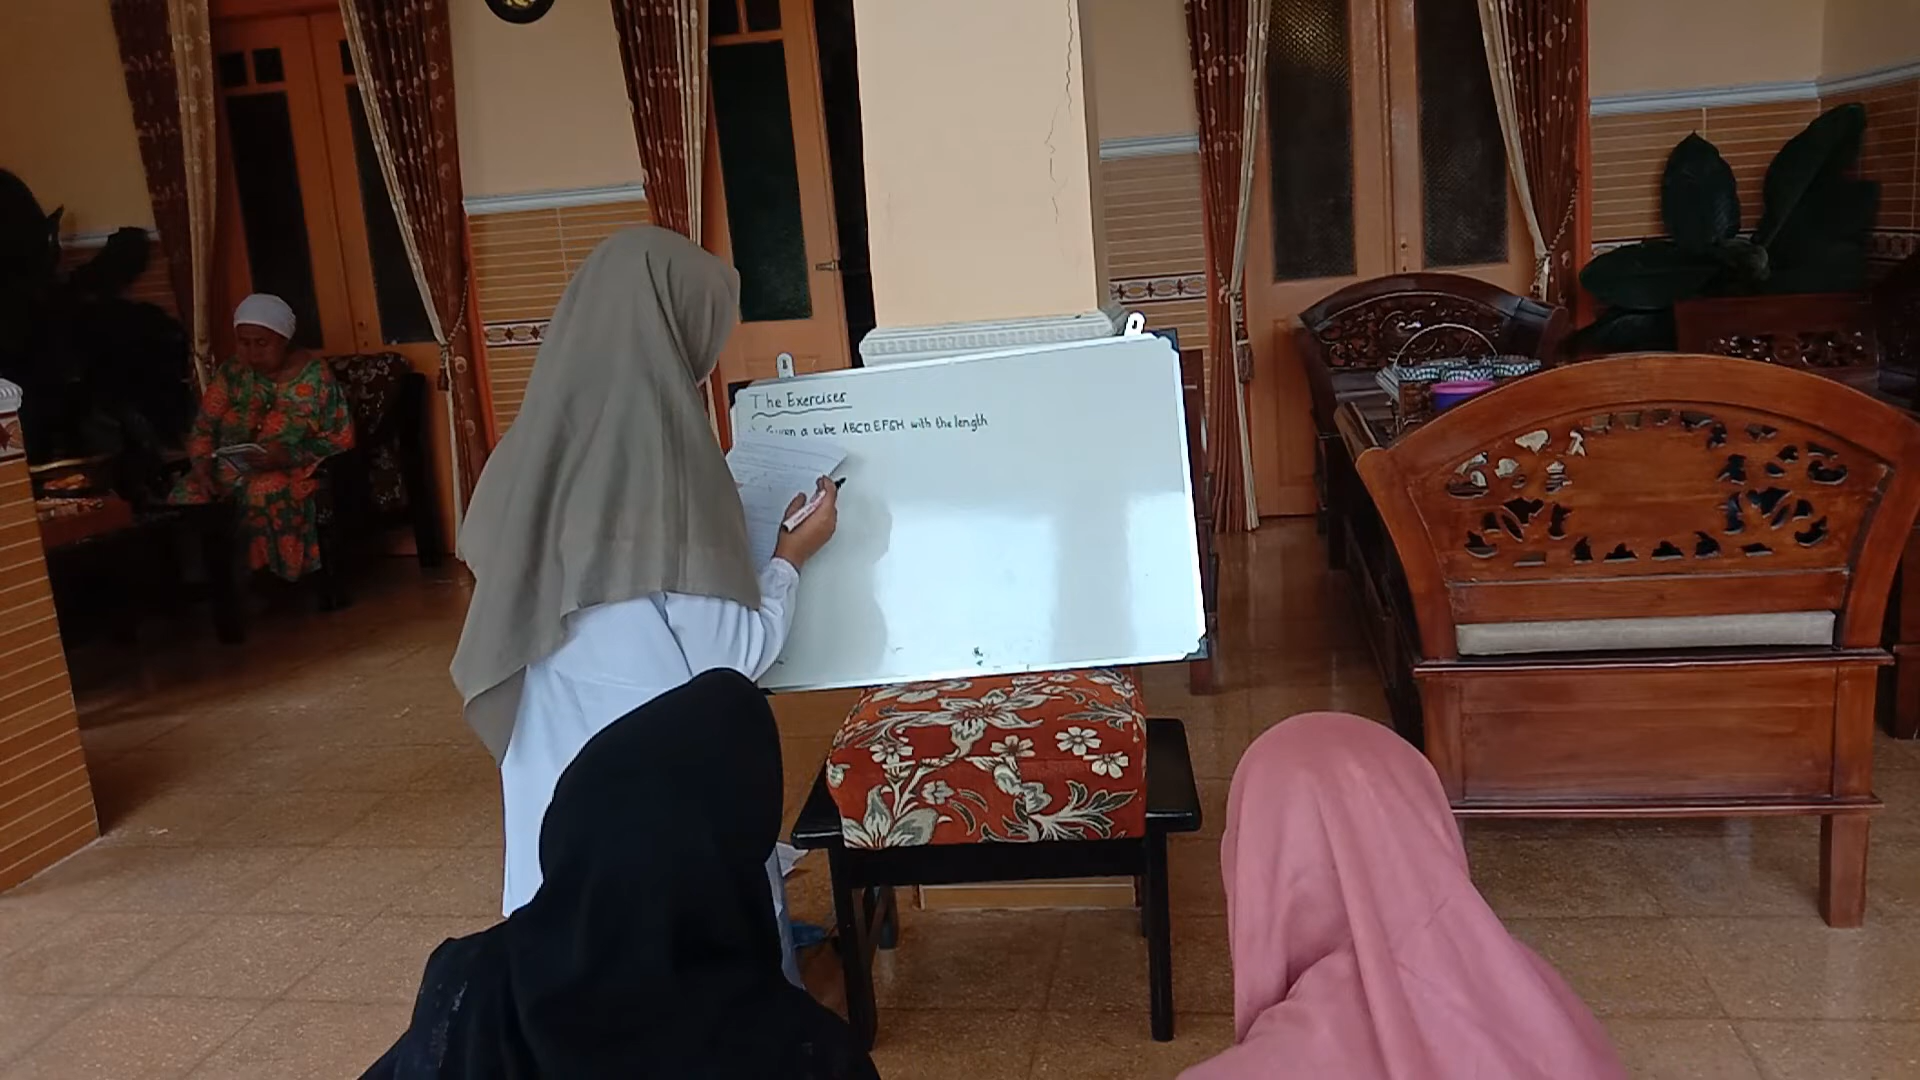 The Exercises
Given a cube ABCD.EFGH with the length